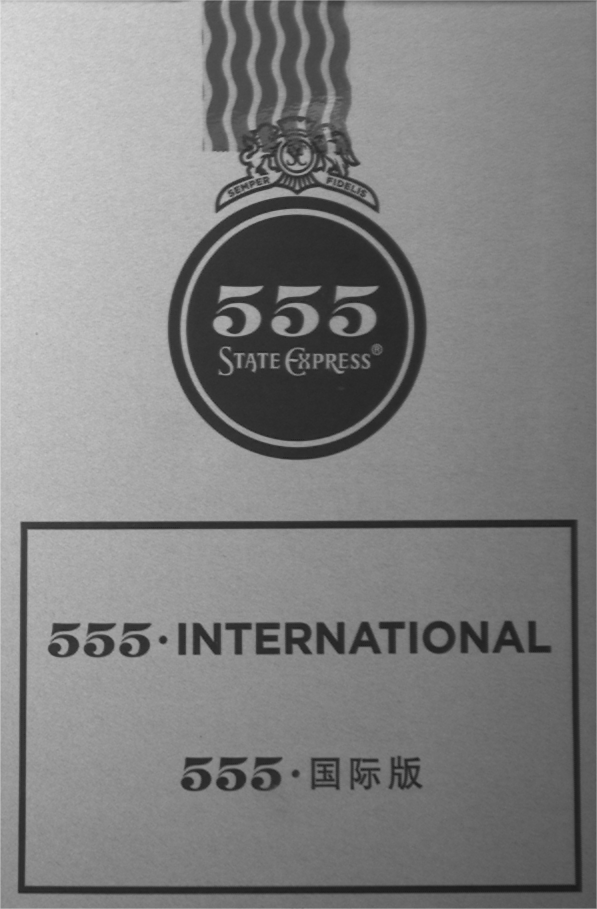 SEMPER FIDELIS
555
STATE EXPRESS®
555·INTERNATIONAL
555·国际版